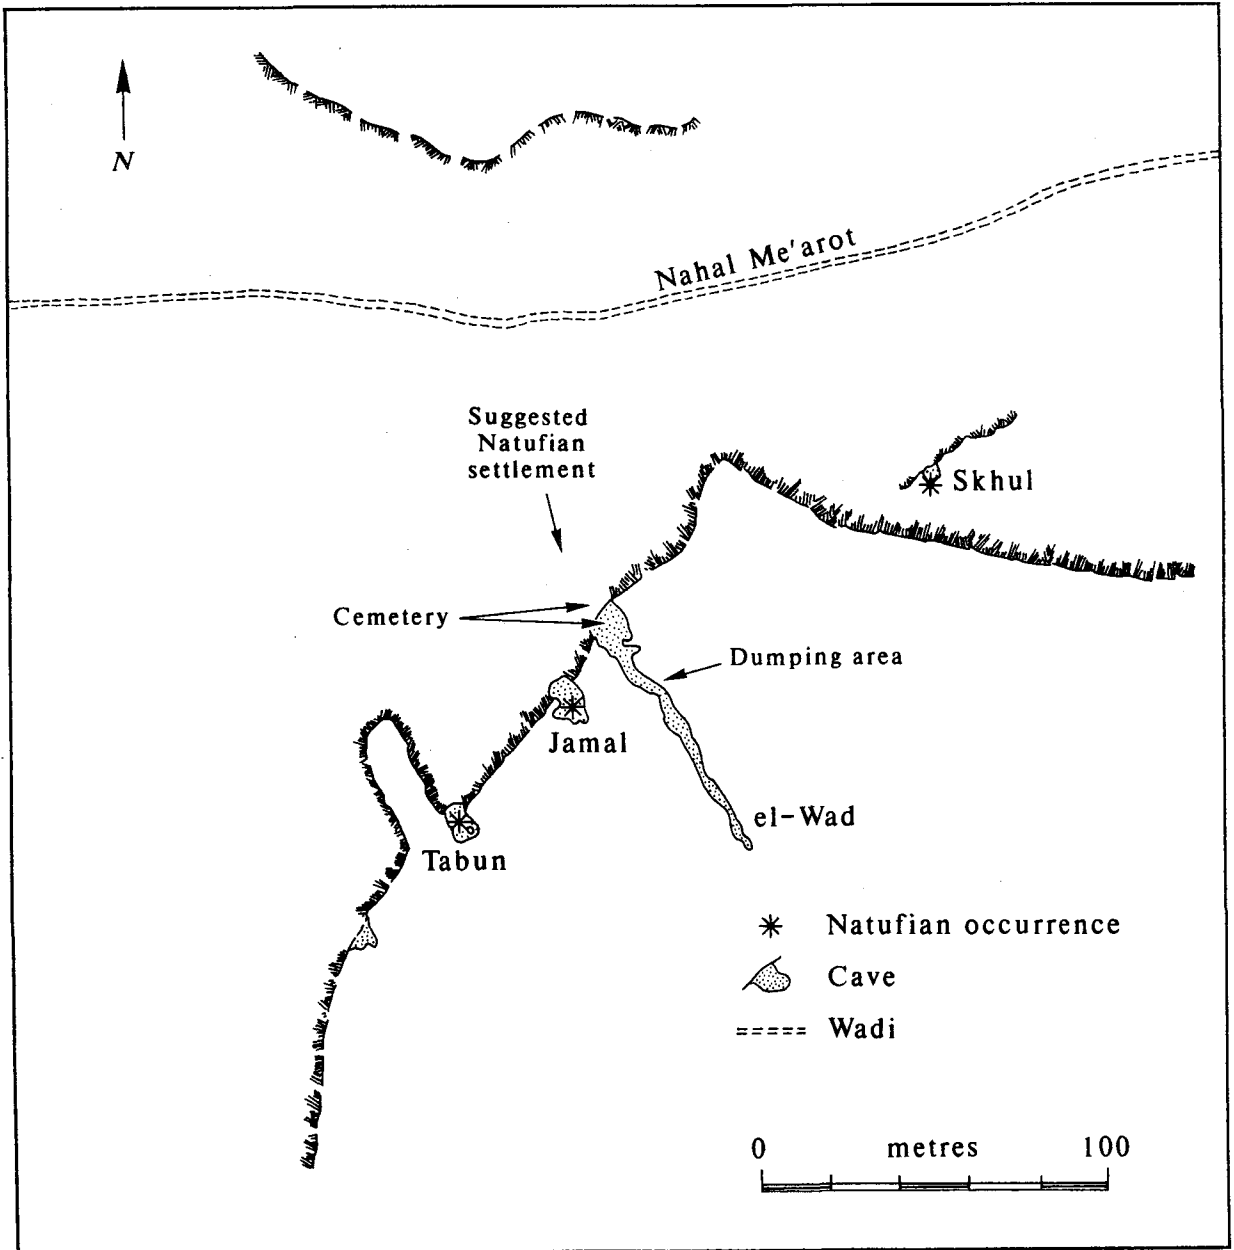 N
Nahal Me'arot
Suggested
Natufian
settlement
Skhul
Cemetery
Dumping area
Jamal
el-Wad
Tabun
Natufian occurrence
Cave
Wadi
0 metres 100